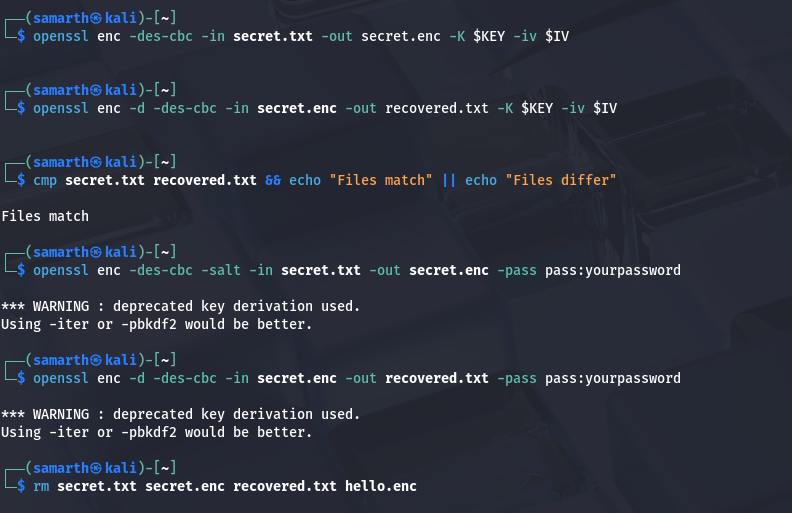 ┌──(samarth㉿kali)-[~]
└─$ openssl enc -des-cbc -in secret.txt -out secret.enc -K $KEY -iv $IV
┌──(samarth㉿kali)-[~]
└─$ openssl enc -d -des-cbc -in secret.enc -out recovered.txt -K $KEY -iv $IV
┌──(samarth㉿kali)-[~]
└─$ cmp secret.txt recovered.txt && echo "Files match" || echo "Files differ"
Files match
┌──(samarth㉿kali)-[~]
└─$ openssl enc -des-cbc -salt -in secret.txt -out secret.enc -pass pass:yourpassword
*** WARNING : deprecated key derivation used.
Using -iter or -pbkdf2 would be better.
┌──(samarth㉿kali)-[~]
└─$ openssl enc -d -des-cbc -in secret.enc -out recovered.txt -pass pass:yourpassword
*** WARNING : deprecated key derivation used.
Using -iter or -pbkdf2 would be better.
┌──(samarth㉿kali)-[~]
└─$ rm secret.txt secret.enc recovered.txt hello.enc